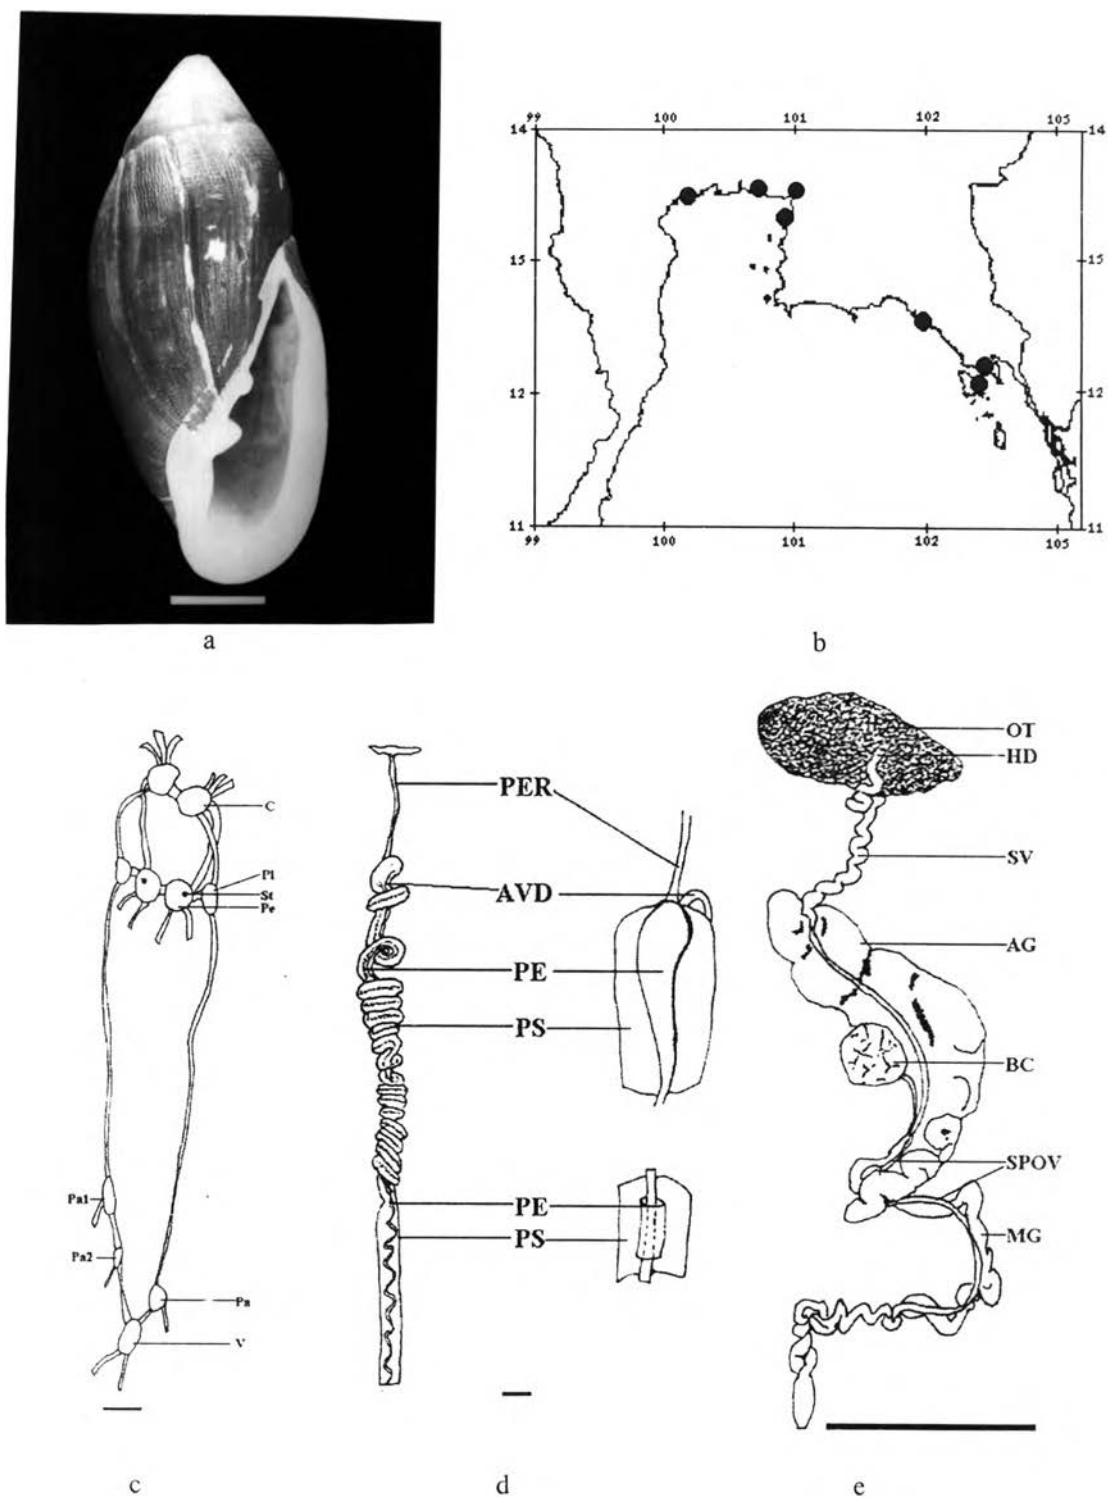 99 100 101 102 105
14 14
15 15
12 12
11 11
99 100 101 102 105
a
b
C
Pl
St
Pe
Pa1
Pa2
Pa
V
c
PER
AVD
PE
PS
PE
PS
d
OT
HD
SV
AG
BC
SPOV
MG
e